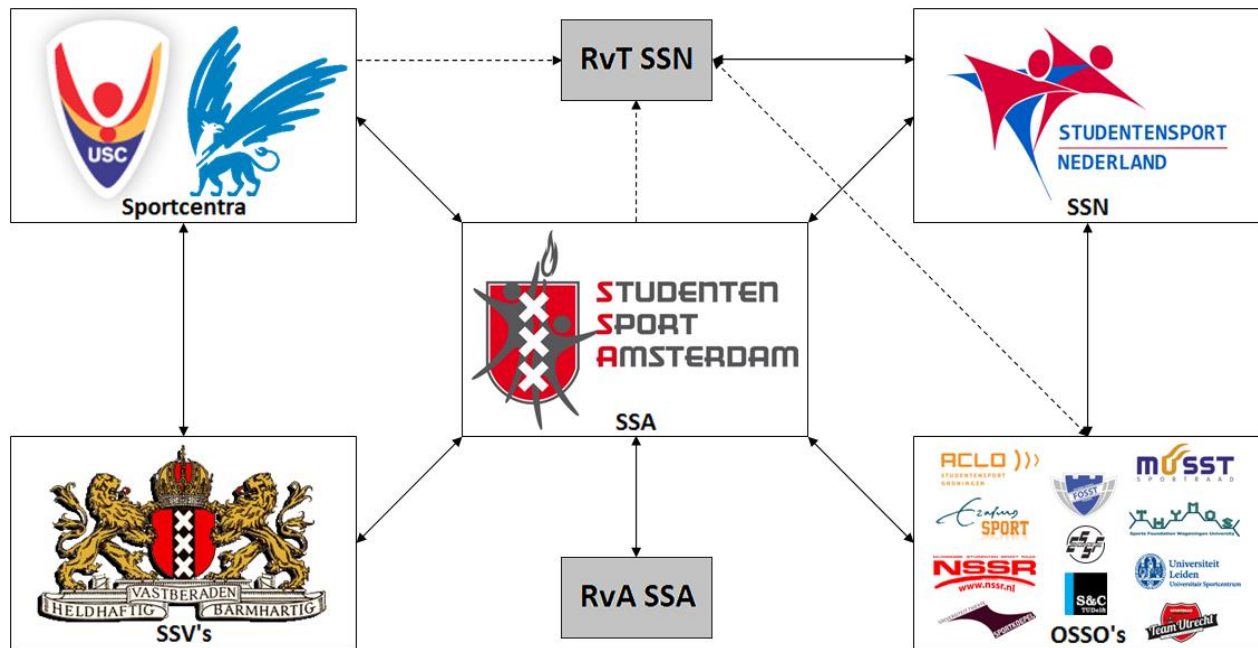 USC
Sportcentra
RvT SSN
STUDENTENSPORT
NEDERLAND
SSN
STUDENTEN
SPORT
AMSTERDAM
SSA
HELDHAFTIG
VASTBERADEN
BARMHARTIG
SSV's
RvA SSA
ACLO
STUDENTENSPORT
GRONINGEN
FOSST
MUSST
SPORTRAAD
Erasmus
SPORT
THYMOS
Sports Foundation Wageningen University
NSSR
www.nssr.nl
Universiteit
Leiden
Universitair Sportcentrum
S&C
TUDelft
SPORTKOEPEL
Team Utrecht
OSSO's